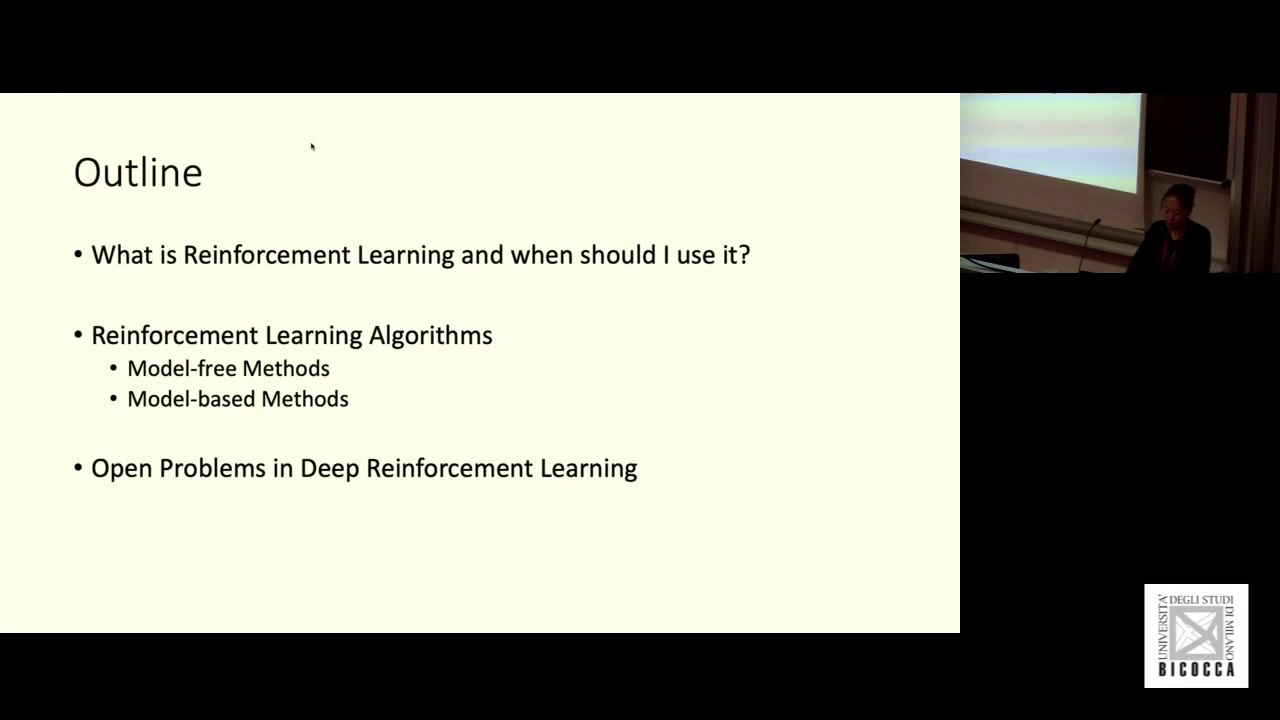 Outline
• What is Reinforcement Learning and when should I use it?
• Reinforcement Learning Algorithms
• Model-free Methods
• Model-based Methods
• Open Problems in Deep Reinforcement Learning
UNIVERSITA' DEGLI STUDI DI MILANO
BICOCCA